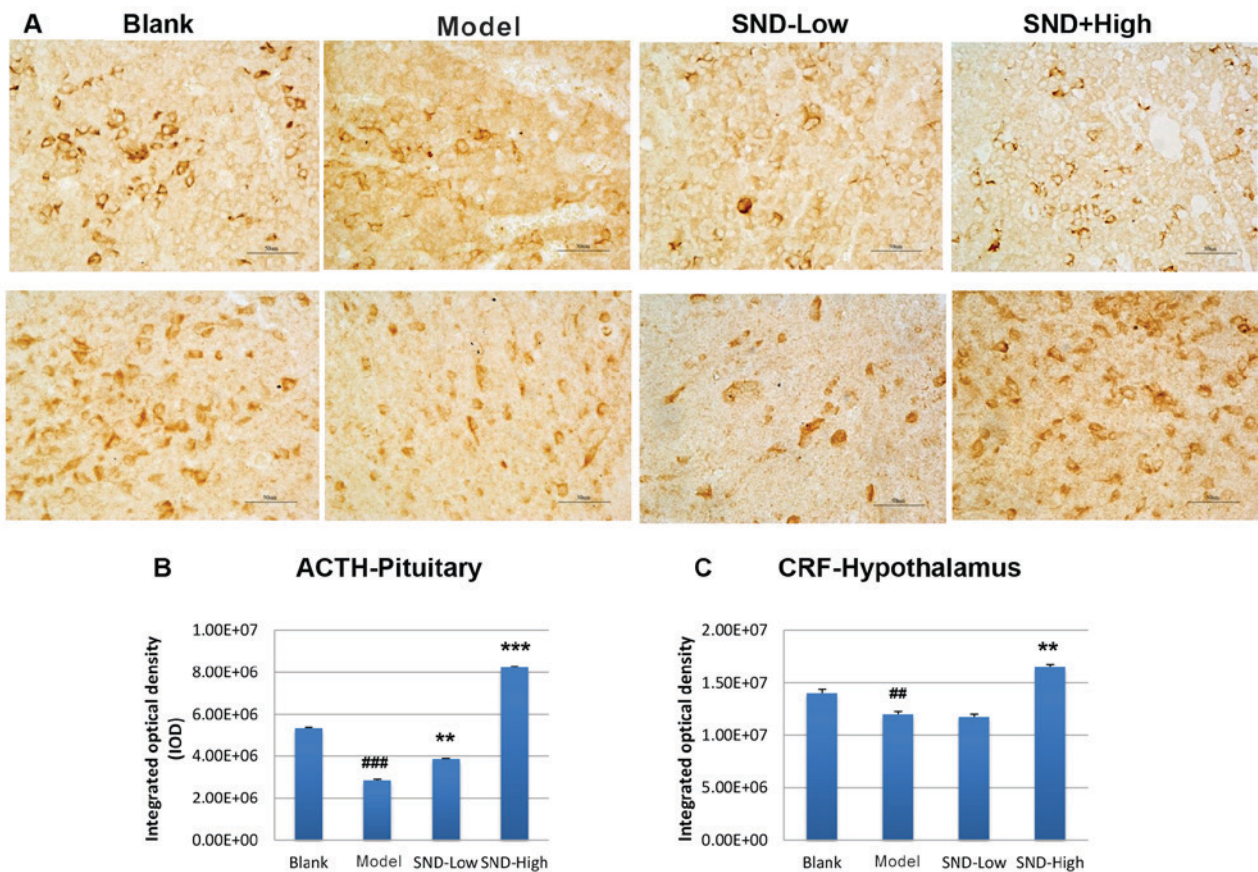 A Blank Model SND-Low SND+High
B ACTH-Pituitary
Integrated optical density
(IOD)
1.00E+07
8.00E+06
6.00E+06
4.00E+06
2.00E+06
0.00E+00
###
**
***
Blank Model SND-Low SND-High
C CRF-Hypothalamus
Integrated optical density
2.00E+07
1.50E+07
1.00E+07
5.00E+06
0.00E+00
##
**
Blank Model SND-Low SND-High